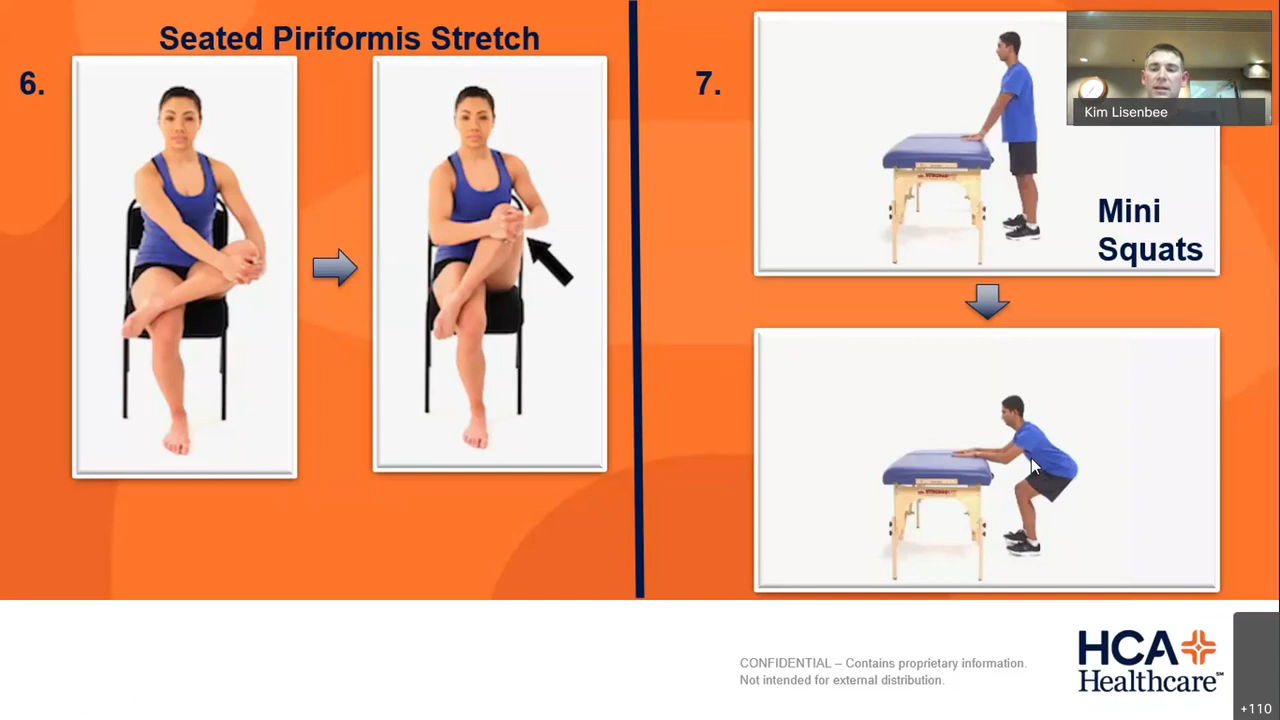 Seated Piriformis Stretch
6.
7.
Kim Lisenbee
Mini
Squats
CONFIDENTIAL – Contains proprietary information.
Not intended for external distribution.
HCA
Healthcare℠
+110